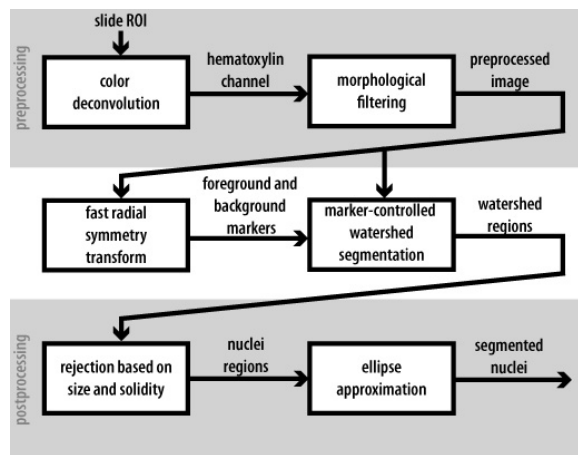 slide ROI
preprocessing
color
deconvolution
hematoxylin
channel
morphological
filtering
preprocessed
image
fast radial
symmetry
transform
foreground and
background
markers
marker-controlled
watershed
segmentation
watershed
regions
postprocessing
rejection based on
size and solidity
nuclei
regions
ellipse
approximation
segmented
nuclei